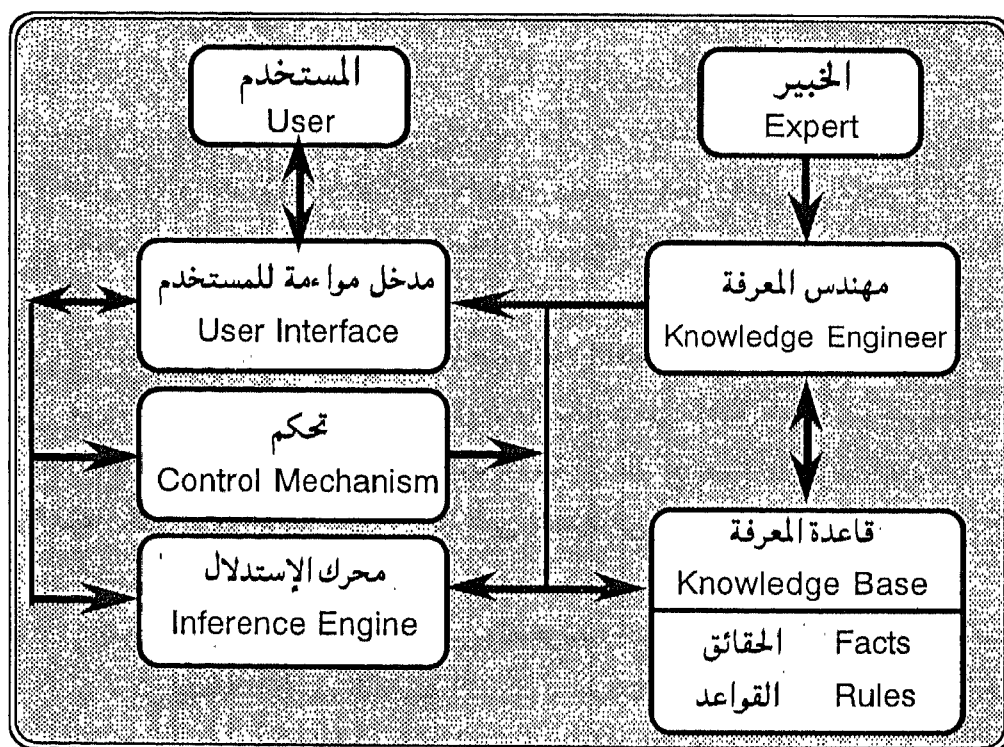 المستخدم
User
الخبير
Expert
مدخل مواءمة للمستخدم
User Interface
مهندس المعرفة
Knowledge Engineer
تحكم
Control Mechanism
قاعدة المعرفة
Knowledge Base
محرك الإستدلال
Inference Engine
الحقائق Facts
القواعد Rules